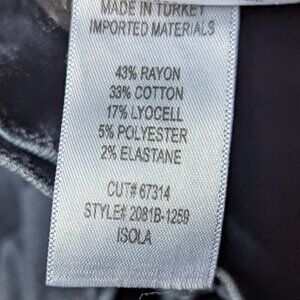 MADE IN TURKEY
IMPORTED MATERIALS
43% RAYON
33% COTTON
17% LYOCELL
5% POLYESTER
2% ELASTANE
CUT# 67314
STYLE# 2081B-1259
ISOLA